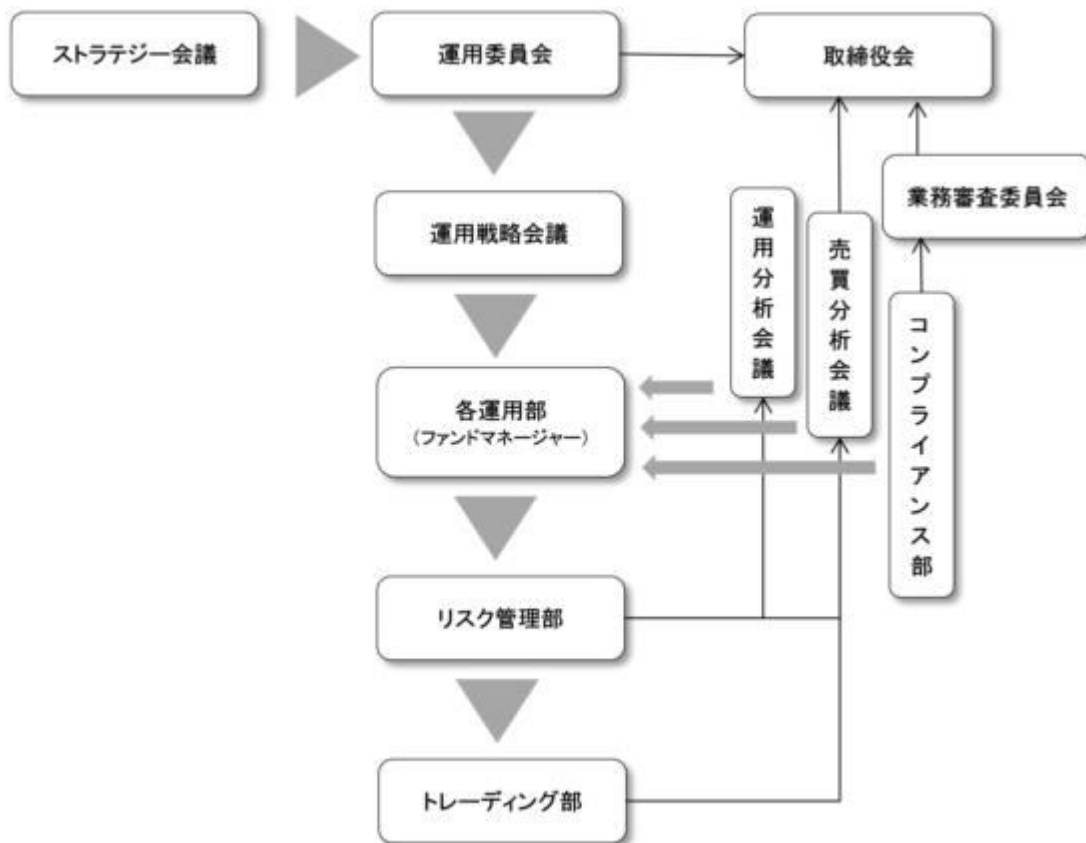 ストラテジー会議
運用委員会
取締役会
業務審査委員会
運用戦略会議
運用分析会議
売買分析会議
コンプライアンス部
各運用部
（ファンドマネージャー）
リスク管理部
トレーディング部